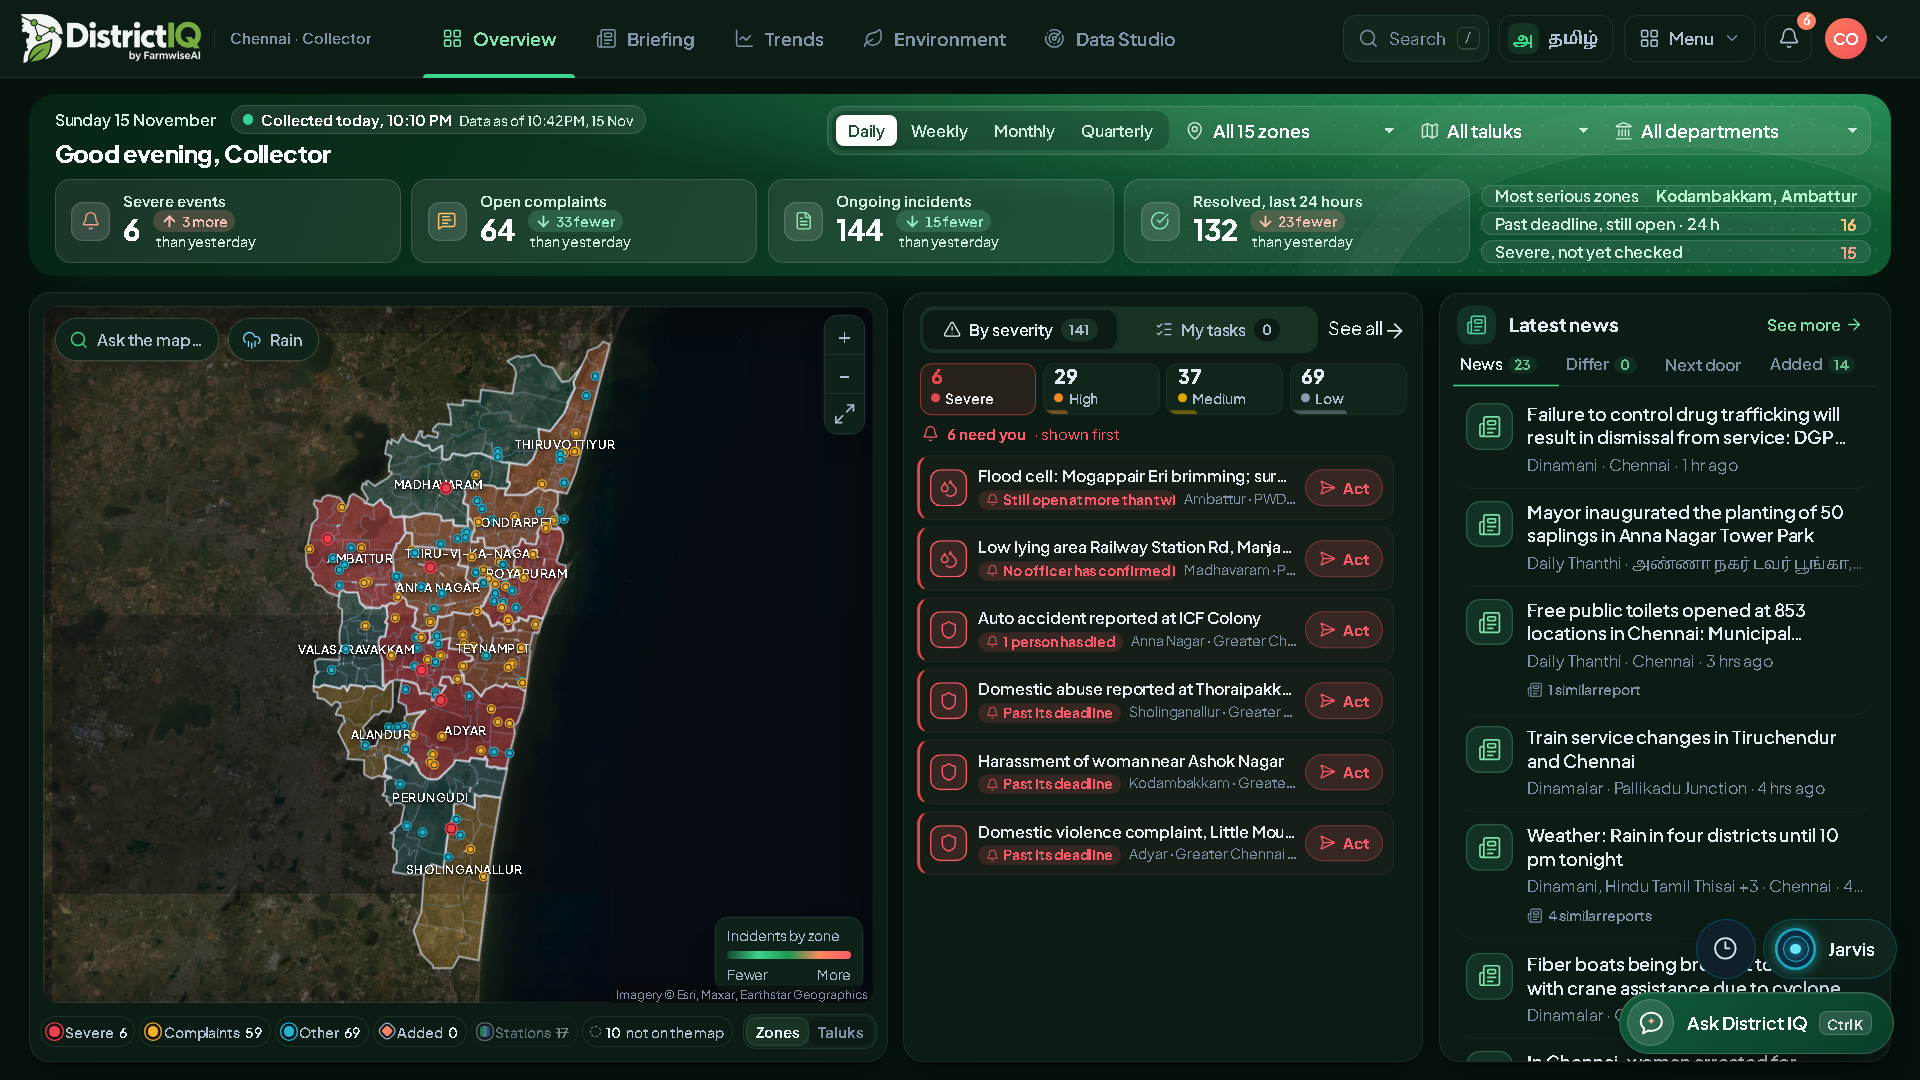 DistrictIQ
by FarmwiseAI
Chennai · Collector
Overview
Briefing
Trends
Environment
Data Studio
Search /
அ தமிழ்
Menu
6
CO
Sunday 15 November
Collected today, 10:10 PM Data as of 10:42PM, 15 Nov
Good evening, Collector
Daily Weekly Monthly Quarterly
All 15 zones
All taluks
All departments
Severe events
6 3 more
than yesterday
Open complaints
64 33 fewer
than yesterday
Ongoing incidents
144 15 fewer
than yesterday
Resolved, last 24 hours
132 23 fewer
than yesterday
Most serious zones Kodambakkam, Ambattur
Past deadline, still open · 24 h 16
Severe, not yet checked 15
Ask the map...
Rain
+
−
THIRUVOTTIYUR
MADHAVARAM
TONDIARPET
AMBATTUR
THIRU-VI-KA-NAGAR
ROYAPURAM
ANNA NAGAR
VALASARAVAKKAM
TEYNAMPET
ALANDUR
ADYAR
PERUNGUDI
SHOLINGANALLUR
Incidents by zone
Fewer More
Imagery © Esri, Maxar, Earthstar Geographics
Severe 6
Complaints 59
Other 69
Added 0
Stations 17
10 not on the map
Zones Taluks
By severity 141
My tasks 0
See all
6
Severe
29
High
37
Medium
69
Low
6 need you · shown first
Flood cell: Mogappair Eri brimming; sur...
Still open at more than twi Ambattur · PWD...
Act
Low lying area Railway Station Rd, Manja...
No officer has confirmed i Madhavaram · P...
Act
Auto accident reported at ICF Colony
1 person has died Anna Nagar · Greater Ch...
Act
Domestic abuse reported at Thoraipakk...
Past its deadline Sholinganallur · Greater ...
Act
Harassment of woman near Ashok Nagar
Past its deadline Kodambakkam · Greate...
Act
Domestic violence complaint, Little Mou...
Past its deadline Adyar · Greater Chennai ...
Act
Latest news
See more
News 23
Differ 0
Next door
Added 14
Failure to control drug trafficking will
result in dismissal from service: DGP...
Dinamani · Chennai · 1 hr ago
Mayor inaugurated the planting of 50
saplings in Anna Nagar Tower Park
Daily Thanthi · அண்ணா நகர் டவர் பூங்கா,...
Free public toilets opened at 853
locations in Chennai: Municipal...
Daily Thanthi · Chennai · 3 hrs ago
1 similar report
Train service changes in Tiruchendur
and Chennai
Dinamalar · Pallikadu Junction · 4 hrs ago
Weather: Rain in four districts until 10
pm tonight
Dinamani, Hindu Tamil Thisai +3 · Chennai · 4...
4 similar reports
Fiber boats being
with crane assistance due to cyclone
Dinamalar ·
In Chennai, women arrested for
Jarvis
Ask District IQ Ctrl K